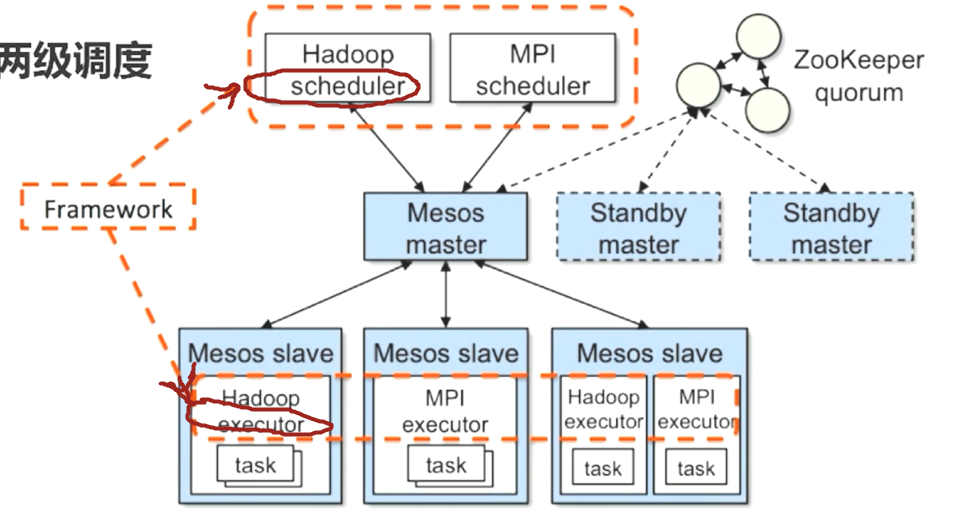 两级调度
Hadoop
scheduler
MPI
scheduler
ZooKeeper
quorum
Framework
Mesos
master
Standby
master
Standby
master
Mesos slave
Hadoop
executor
task
Mesos slave
MPI
executor
task
Mesos slave
Hadoop
executor
task
MPI
executor
task